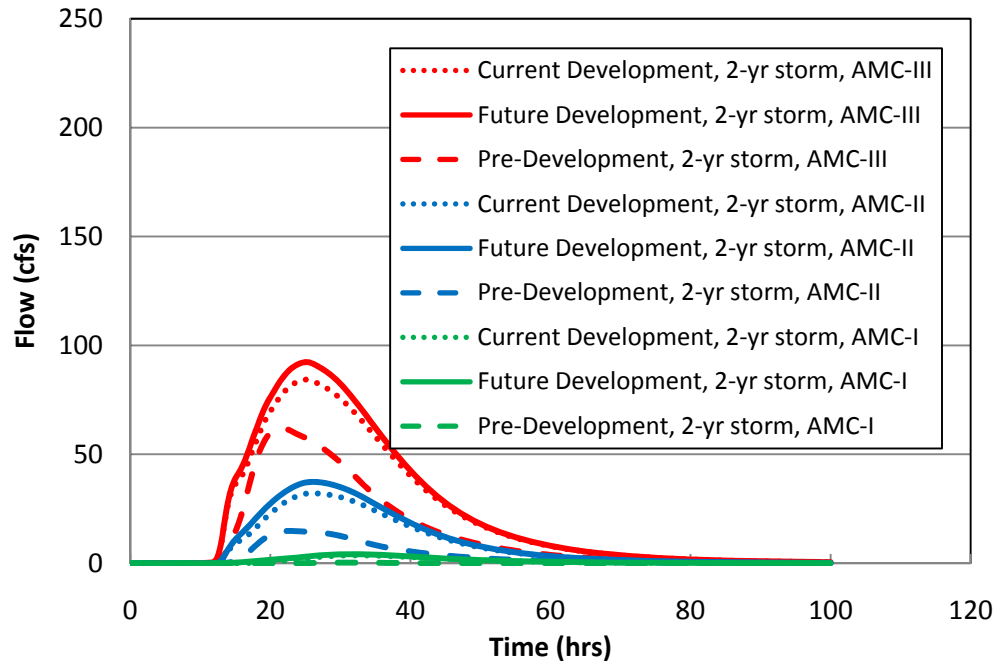 250
200
150
100
50
0
Flow (cfs)
Current Development, 2-yr storm, AMC-III
Future Development, 2-yr storm, AMC-III
Pre-Development, 2-yr storm, AMC-III
Current Development, 2-yr storm, AMC-II
Future Development, 2-yr storm, AMC-II
Pre-Development, 2-yr storm, AMC-II
Current Development, 2-yr storm, AMC-I
Future Development, 2-yr storm, AMC-I
Pre-Development, 2-yr storm, AMC-I
0 20 40 60 80 100 120
Time (hrs)